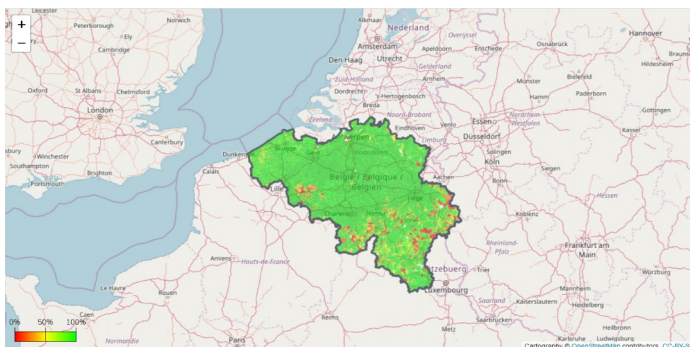 +
−
Leicester
Peterborough
Ely
Norwich
Cambridge
Oxford
St Albans
Chelmsford
London
Winchester
Southampton
Portsmouth
Brighton
Canterbury
Calais
Lille
Amiens
Hauts-de-France
Le Havre
Rouen
Caen
Normandie
Paris
Reims
Alkmaar
Nederland
Amsterdam
Utrecht
Den Haag
Zuid-Holland
Dordrecht
's-Hertogenbosch
Breda
Zeeland
Noord-Brabant
Eindhoven
Apeldoorn
Overijssel
Enschede
Gelderland
Arnhem
Venlo
Limburg
België / Belgique /
Belgien
Liège
Charleroi
Namur
Aachen
Osnabrück
Hannover
Hildesheim
Münster
Bielefeld
Hamm
Paderborn
Göttingen
Nordrhein-
Westfalen
Essen
Düsseldorf
Solingen
Köln
Bonn
Siegen
Kassel
Hessen
Koblenz
Rheinland-
Pfalz
Frankfurt am
Main
Würzburg
Trier
Luxembourg
Saarland
Kaiserslautern
Saarbrücken
Mannheim
Heidelberg
Heilbronn
Metz
Karlsruhe
Ludwigsburg
0% 50% 100%
Cartography © OpenStreetMap contributors, CC-BY-S